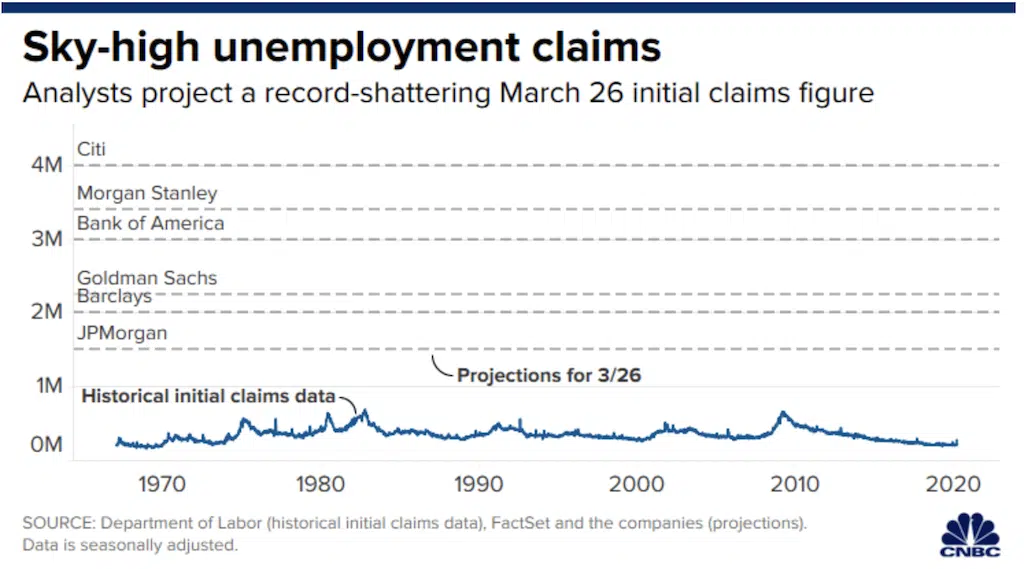 Sky-high unemployment claims
Analysts project a record-shattering March 26 initial claims figure
Citi
4M
Morgan Stanley
Bank of America
3M
Goldman Sachs
Barclays
2M
JPMorgan
Projections for 3/26
1M
Historical initial claims data
0M
1970 1980 1990 2000 2010 2020
SOURCE: Department of Labor (historical initial claims data), FactSet and the companies (projections).
Data is seasonally adjusted.
CNBC